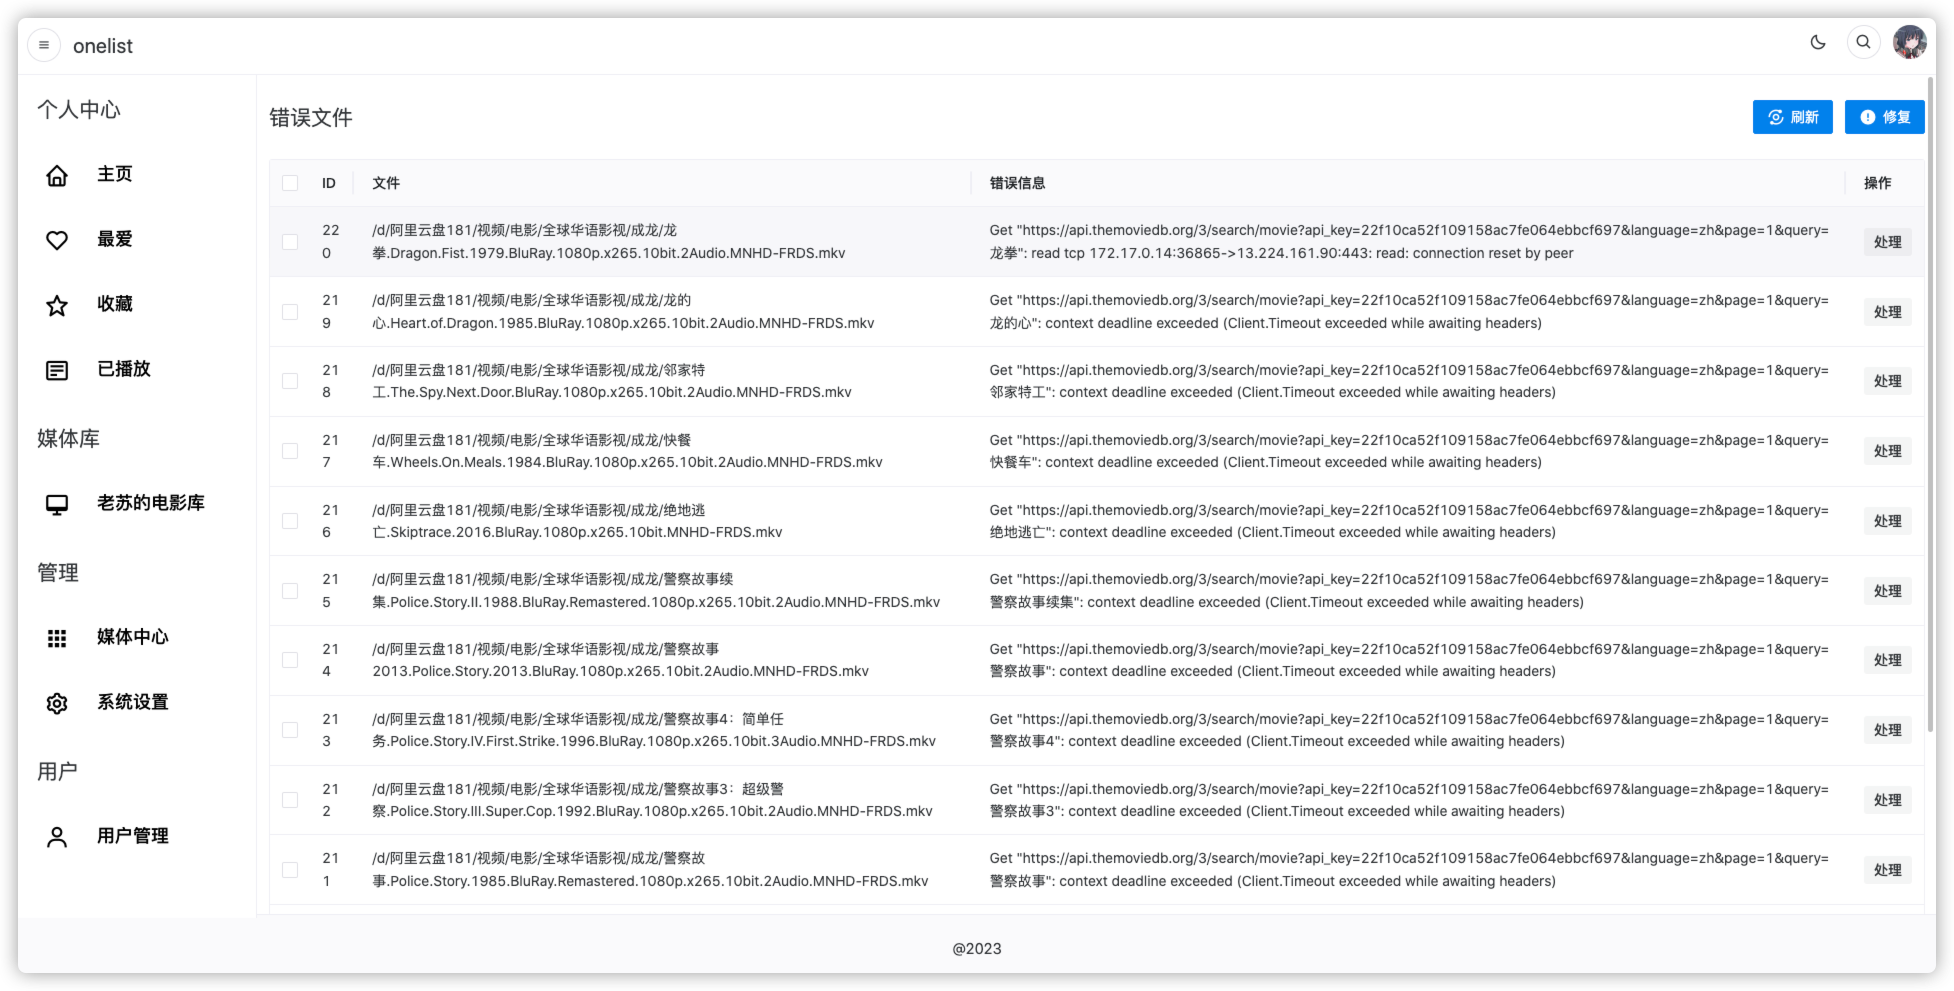 onelist
个人中心
主页
最爱
收藏
已播放
媒体库
老苏的电影库
管理
媒体中心
系统设置
用户
用户管理
错误文件
刷新
修复
ID
文件
错误信息
操作
22
0
/d/阿里云盘181/视频/电影/全球华语影视/成龙/龙
拳.Dragon.Fist.1979.BluRay.1080p.x265.10bit.2Audio.MNHD-FRDS.mkv
Get "https://api.themoviedb.org/3/search/movie?api_key=22f10ca52f109158ac7fe064ebbcf697&language=zh&page=1&query=
龙拳": read tcp 172.17.0.14:36865->13.224.161.90:443: read: connection reset by peer
处理
21
9
/d/阿里云盘181/视频/电影/全球华语影视/成龙/龙的
心.Heart.of.Dragon.1985.BluRay.1080p.x265.10bit.2Audio.MNHD-FRDS.mkv
Get "https://api.themoviedb.org/3/search/movie?api_key=22f10ca52f109158ac7fe064ebbcf697&language=zh&page=1&query=
龙的心": context deadline exceeded (Client.Timeout exceeded while awaiting headers)
处理
21
8
/d/阿里云盘181/视频/电影/全球华语影视/成龙/邻家特
工.The.Spy.Next.Door.BluRay.1080p.x265.10bit.2Audio.MNHD-FRDS.mkv
Get "https://api.themoviedb.org/3/search/movie?api_key=22f10ca52f109158ac7fe064ebbcf697&language=zh&page=1&query=
邻家特工": context deadline exceeded (Client.Timeout exceeded while awaiting headers)
处理
21
7
/d/阿里云盘181/视频/电影/全球华语影视/成龙/快餐
车.Wheels.On.Meals.1984.BluRay.1080p.x265.10bit.2Audio.MNHD-FRDS.mkv
Get "https://api.themoviedb.org/3/search/movie?api_key=22f10ca52f109158ac7fe064ebbcf697&language=zh&page=1&query=
快餐车": context deadline exceeded (Client.Timeout exceeded while awaiting headers)
处理
21
6
/d/阿里云盘181/视频/电影/全球华语影视/成龙/绝地逃
亡.Skiptrace.2016.BluRay.1080p.x265.10bit.MNHD-FRDS.mkv
Get "https://api.themoviedb.org/3/search/movie?api_key=22f10ca52f109158ac7fe064ebbcf697&language=zh&page=1&query=
绝地逃亡": context deadline exceeded (Client.Timeout exceeded while awaiting headers)
处理
21
5
/d/阿里云盘181/视频/电影/全球华语影视/成龙/警察故事续
集.Police.Story.II.1988.BluRay.Remastered.1080p.x265.10bit.2Audio.MNHD-FRDS.mkv
Get "https://api.themoviedb.org/3/search/movie?api_key=22f10ca52f109158ac7fe064ebbcf697&language=zh&page=1&query=
警察故事续集": context deadline exceeded (Client.Timeout exceeded while awaiting headers)
处理
21
4
/d/阿里云盘181/视频/电影/全球华语影视/成龙/警察故事
2013.Police.Story.2013.BluRay.1080p.x265.10bit.2Audio.MNHD-FRDS.mkv
Get "https://api.themoviedb.org/3/search/movie?api_key=22f10ca52f109158ac7fe064ebbcf697&language=zh&page=1&query=
警察故事": context deadline exceeded (Client.Timeout exceeded while awaiting headers)
处理
21
3
/d/阿里云盘181/视频/电影/全球华语影视/成龙/警察故事4：简单任
务.Police.Story.IV.First.Strike.1996.BluRay.1080p.x265.10bit.3Audio.MNHD-FRDS.mkv
Get "https://api.themoviedb.org/3/search/movie?api_key=22f10ca52f109158ac7fe064ebbcf697&language=zh&page=1&query=
警察故事4": context deadline exceeded (Client.Timeout exceeded while awaiting headers)
处理
21
2
/d/阿里云盘181/视频/电影/全球华语影视/成龙/警察故事3：超级警
察.Police.Story.III.Super.Cop.1992.BluRay.1080p.x265.10bit.2Audio.MNHD-FRDS.mkv
Get "https://api.themoviedb.org/3/search/movie?api_key=22f10ca52f109158ac7fe064ebbcf697&language=zh&page=1&query=
警察故事3": context deadline exceeded (Client.Timeout exceeded while awaiting headers)
处理
21
1
/d/阿里云盘181/视频/电影/全球华语影视/成龙/警察故
事.Police.Story.1985.BluRay.Remastered.1080p.x265.10bit.2Audio.MNHD-FRDS.mkv
Get "https://api.themoviedb.org/3/search/movie?api_key=22f10ca52f109158ac7fe064ebbcf697&language=zh&page=1&query=
警察故事": context deadline exceeded (Client.Timeout exceeded while awaiting headers)
处理
@2023